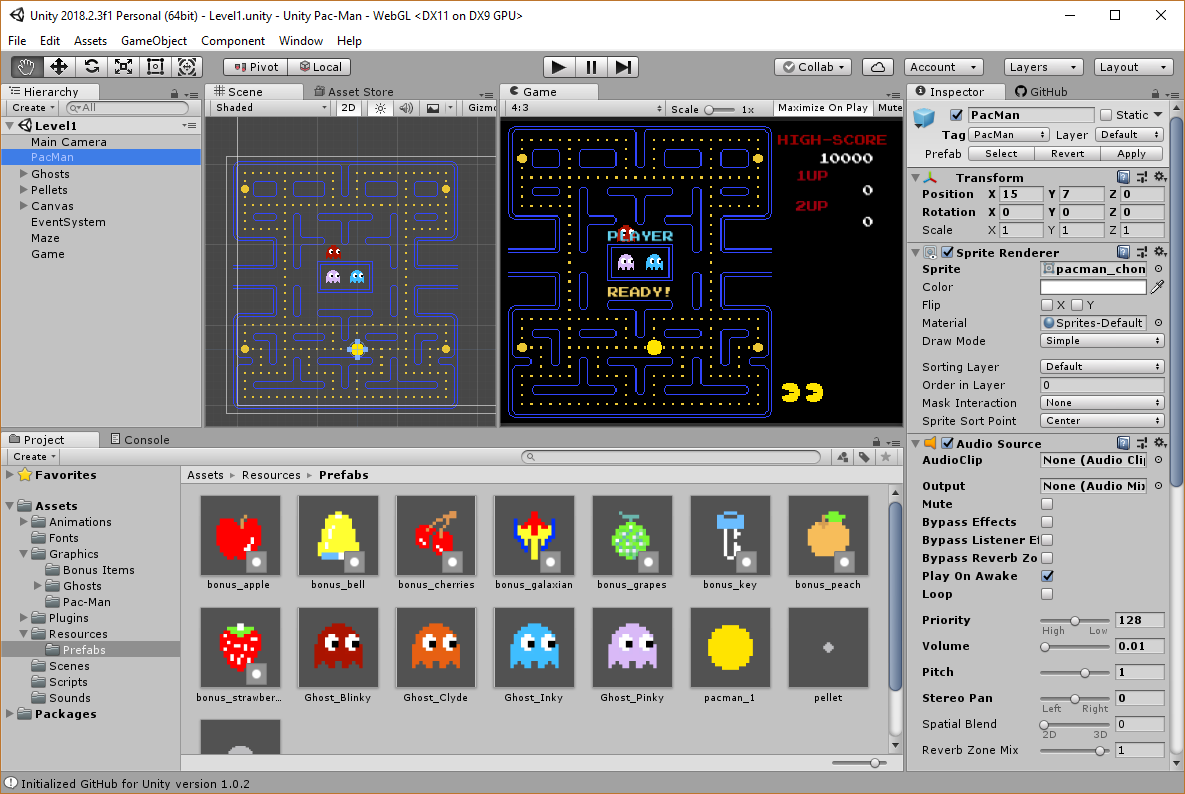 Unity 2018.2.3f1 Personal (64bit) - Level1.unity - Unity Pac-Man - WebGL <DX11 on DX9 GPU>
File Edit Assets GameObject Component Window Help
Pivot Local Collab Account Layers Layout
Hierarchy
Create All
Level1
Main Camera
PacMan
Ghosts
Pellets
Canvas
EventSystem
Maze
Game
Scene Asset Store
Shaded 2D Gizmo
Game
4:3 Scale 1x Maximize On Play Mute
HIGH-SCORE
10000
1UP
0
2UP
0
PLAYER
READY!
Inspector GitHub
PacMan Static
Tag PacMan Layer Default
Prefab Select Revert Apply
Transform
Position X 15 Y 7 Z 0
Rotation X 0 Y 0 Z 0
Scale X 1 Y 1 Z 1
Sprite Renderer
Sprite pacman_chon
Color
Flip X Y
Material Sprites-Default
Draw Mode Simple
Sorting Layer Default
Order in Layer 0
Mask Interaction None
Sprite Sort Point Center
Audio Source
AudioClip None (Audio Clip
Output None (Audio Mix
Mute
Bypass Effects
Bypass Listener Ef
Bypass Reverb Zo
Play On Awake
Loop
Priority 128
High Low
Volume 0.01
Pitch 1
Stereo Pan 0
Left Right
Spatial Blend 0
2D 3D
Reverb Zone Mix 1
Project Console
Create
Favorites
Assets
Animations
Fonts
Graphics
Bonus Items
Ghosts
Pac-Man
Plugins
Resources
Prefabs
Scenes
Scripts
Sounds
Packages
Assets Resources Prefabs
bonus_apple bonus_bell bonus_cherries bonus_galaxian bonus_grapes bonus_key bonus_peach
bonus_strawber... Ghost_Blinky Ghost_Clyde Ghost_Inky Ghost_Pinky pacman_1 pellet
Initialized GitHub for Unity version 1.0.2